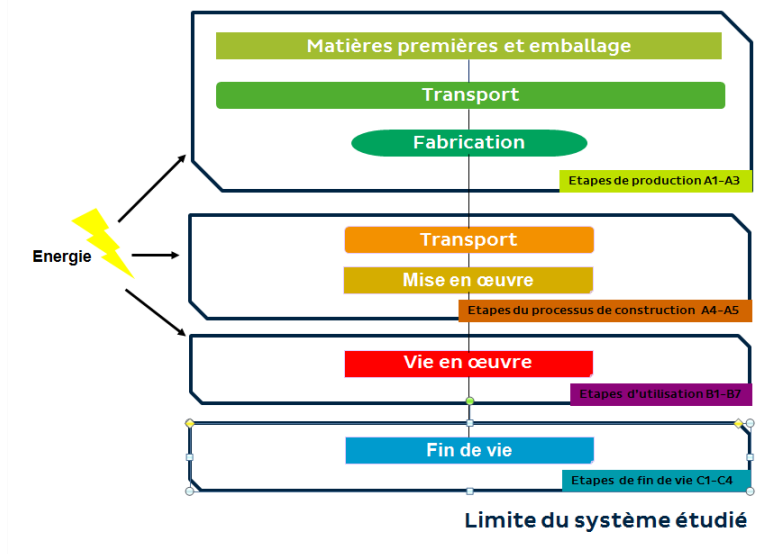 Matières premières et emballage
Transport
Fabrication
Etapes de production A1-A3
Energie
Transport
Mise en œuvre
Etapes du processus de construction A4-A5
Vie en œuvre
Etapes d'utilisation B1-B7
Fin de vie
Etapes de fin de vie C1-C4
Limite du système étudié